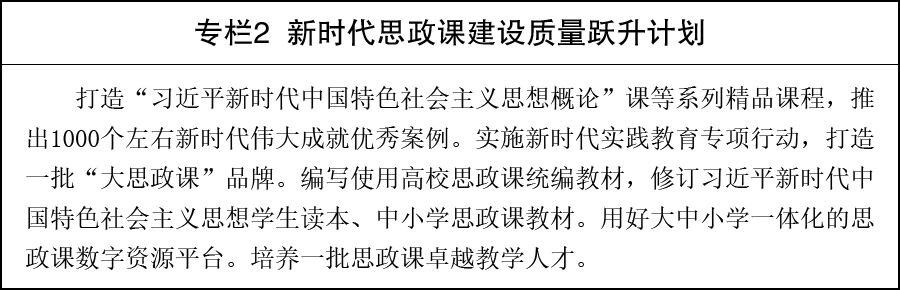 专栏2 新时代思政课建设质量跃升计划
打造“习近平新时代中国特色社会主义思想概论”课等系列精品课程，推
出1000个左右新时代伟大成就优秀案例。实施新时代实践教育专项行动，打造
一批“大思政课”品牌。编写使用高校思政课统编教材，修订习近平新时代中
国特色社会主义思想学生读本、中小学思政课教材。用好大中小学一体化的思
政课数字资源平台。培养一批思政课卓越教学人才。